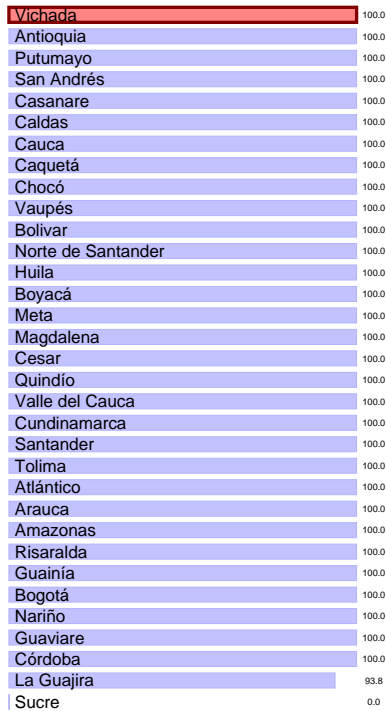 Vichada 100.0
Antioquia 100.0
Putumayo 100.0
San Andrés 100.0
Casanare 100.0
Caldas 100.0
Cauca 100.0
Caquetá 100.0
Chocó 100.0
Vaupés 100.0
Bolivar 100.0
Norte de Santander 100.0
Huila 100.0
Boyacá 100.0
Meta 100.0
Magdalena 100.0
Cesar 100.0
Quindío 100.0
Valle del Cauca 100.0
Cundinamarca 100.0
Santander 100.0
Tolima 100.0
Atlántico 100.0
Arauca 100.0
Amazonas 100.0
Risaralda 100.0
Guainía 100.0
Bogotá 100.0
Nariño 100.0
Guaviare 100.0
Córdoba 100.0
La Guajira 93.8
Sucre 0.0